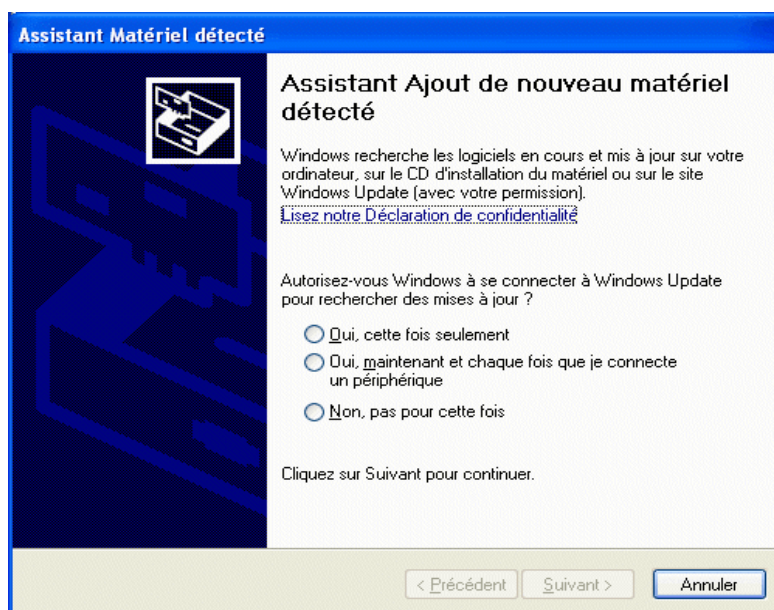 Assistant Matériel détecté
Assistant Ajout de nouveau matériel
détecté
Windows recherche les logiciels en cours et mis à jour sur votre
ordinateur, sur le CD d'installation du matériel ou sur le site
Windows Update (avec votre permission).
Lisez notre Déclaration de confidentialité
Autorisez-vous Windows à se connecter à Windows Update
pour rechercher des mises à jour ?
Oui, cette fois seulement
Oui, maintenant et chaque fois que je connecte
un périphérique
Non, pas pour cette fois
Cliquez sur Suivant pour continuer.
< Précédent
Suivant >
Annuler